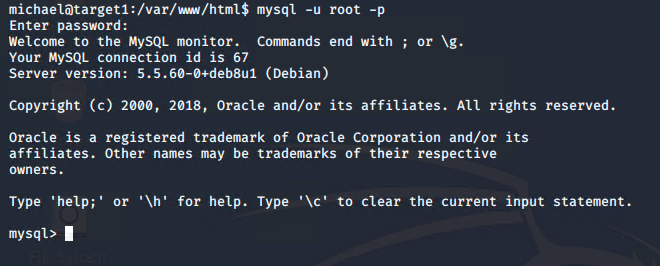 michael@target1:/var/www/html$ mysql -u root -p
Enter password:
Welcome to the MySQL monitor.  Commands end with ; or \g.
Your MySQL connection id is 67
Server version: 5.5.60-0+deb8u1 (Debian)

Copyright (c) 2000, 2018, Oracle and/or its affiliates. All rights reserved.

Oracle is a registered trademark of Oracle Corporation and/or its
affiliates. Other names may be trademarks of their respective
owners.

Type 'help;' or '\h' for help. Type '\c' to clear the current input statement.

mysql>
File System